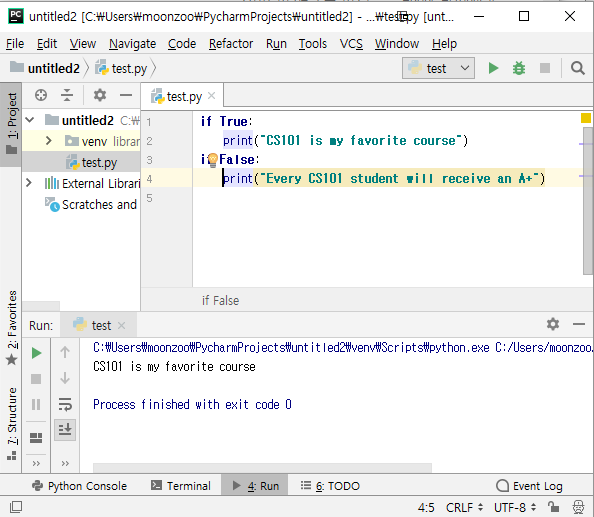 untitled2 [C:₩Users₩moonzoo₩PycharmProjects₩untitled2] - ...₩test.py [unt...
File Edit View Navigate Code Refactor Run Tools VCS Window Help
untitled2 test.py test
1: Project
untitled2 C:₩
venv library
test.py
External Librari
Scratches and
test.py
1 if True:
2 print("CS101 is my favorite course")
3 if False:
4 print("Every CS101 student will receive an A+")
5
if False
2: Favorites
7: Structure
Run: test
C:₩Users₩moonzoo₩PycharmProjects₩untitled2₩venv₩Scripts₩python.exe C:/Users/moonzoo.
CS101 is my favorite course
Process finished with exit code 0
Python Console Terminal 4: Run 6: TODO Event Log
4:5 CRLF UTF-8